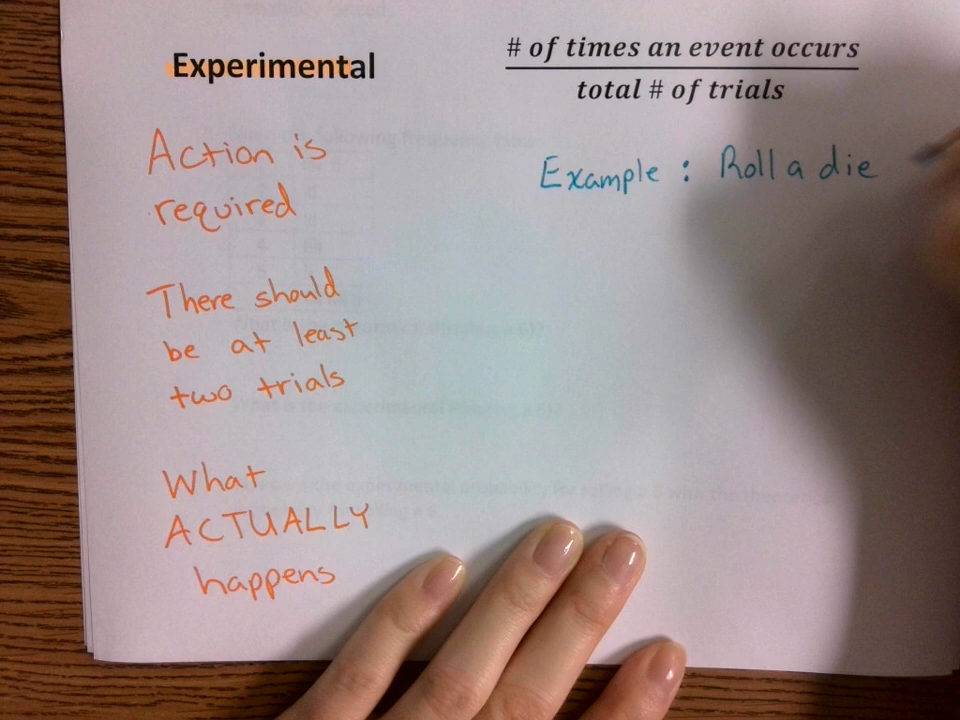 Experimental
# of times an event occurs
total # of trials
Action is
required
Example : Roll a die
There should
be at least
two trials
What
ACTUALLY
happens